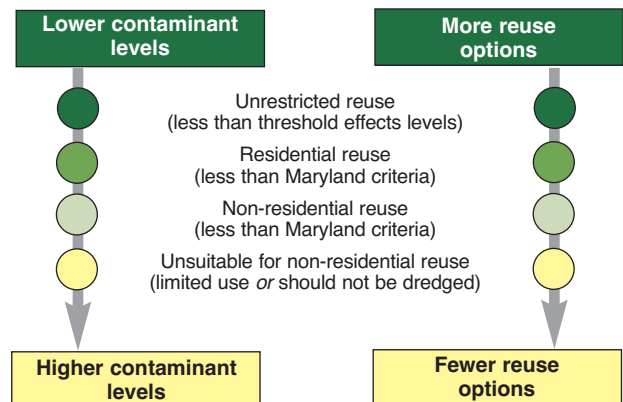 Lower contaminant
levels
More reuse
options
Unrestricted reuse
(less than threshold effects levels)
Residential reuse
(less than Maryland criteria)
Non-residential reuse
(less than Maryland criteria)
Unsuitable for non-residential reuse
(limited use or should not be dredged)
Higher contaminant
levels
Fewer reuse
options